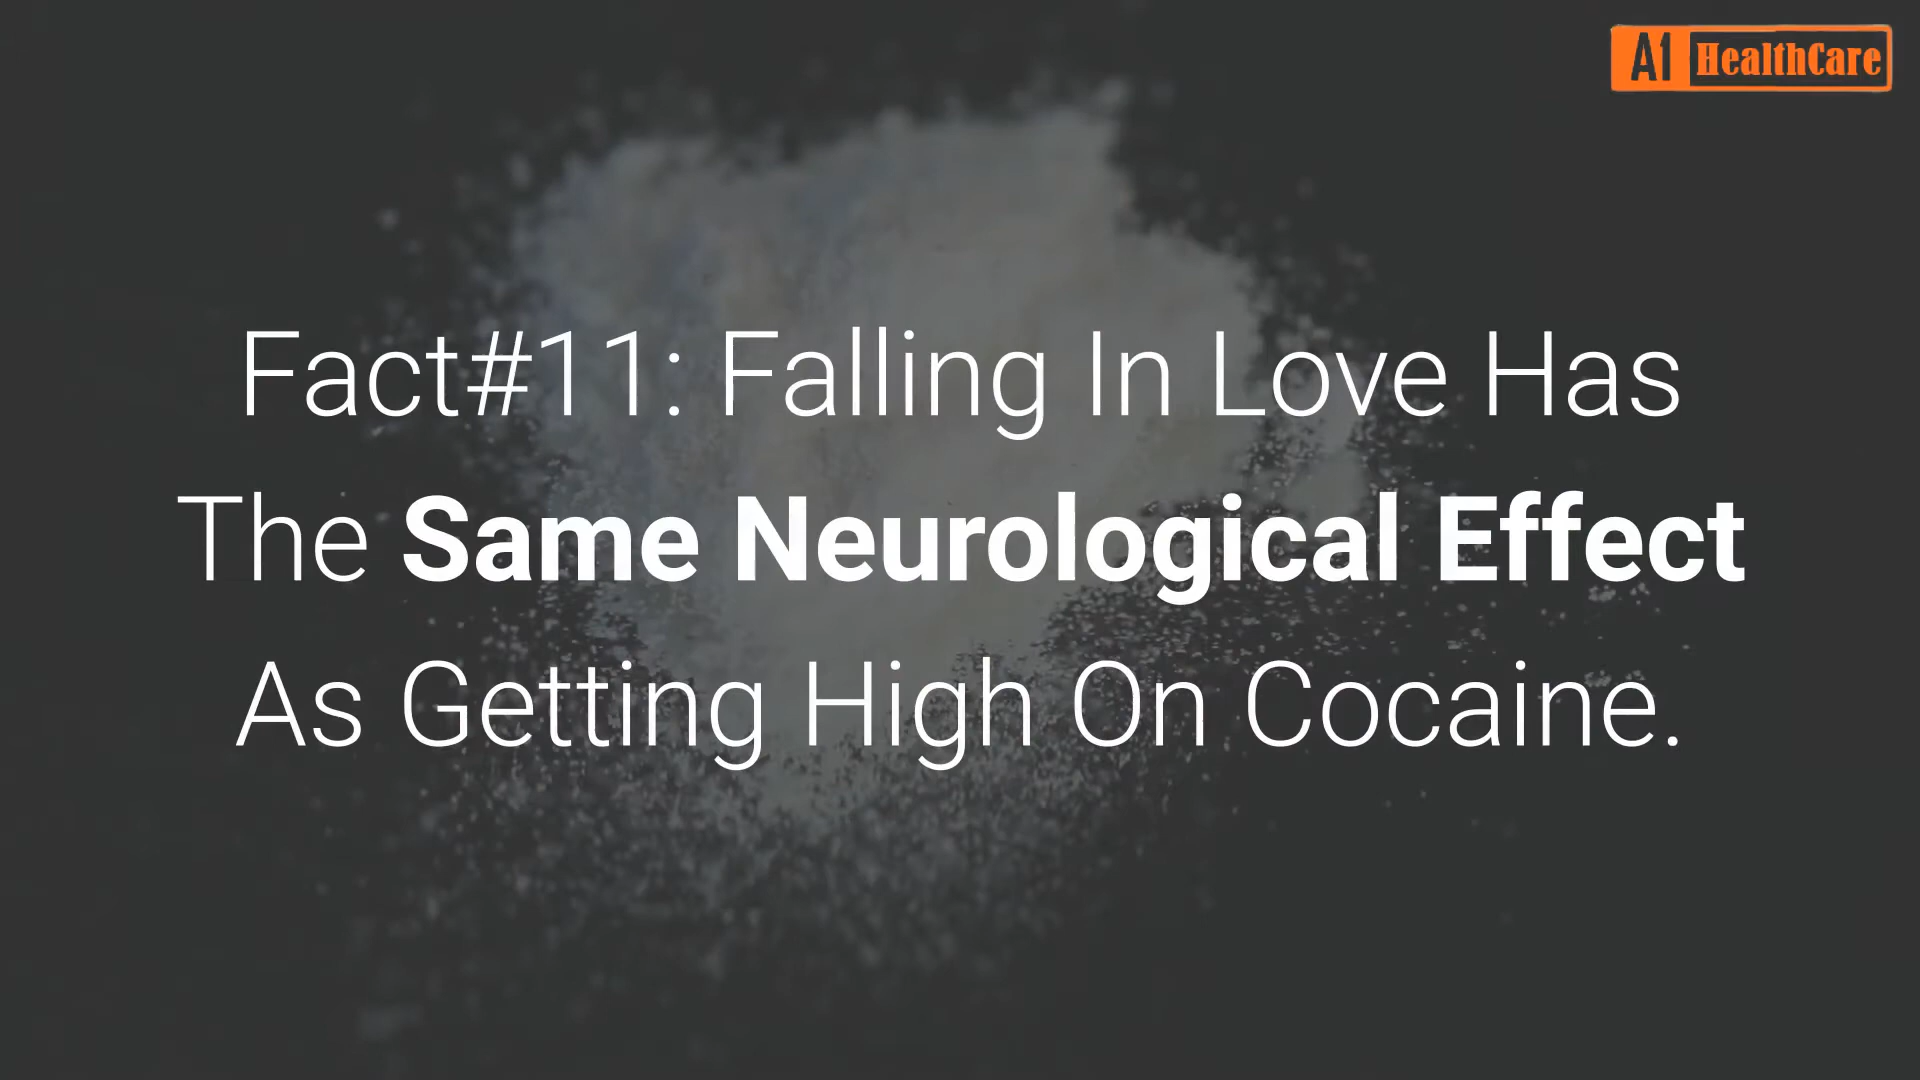 A1 HealthCare
Fact#11: Falling In Love Has
The Same Neurological Effect
As Getting High On Cocaine.